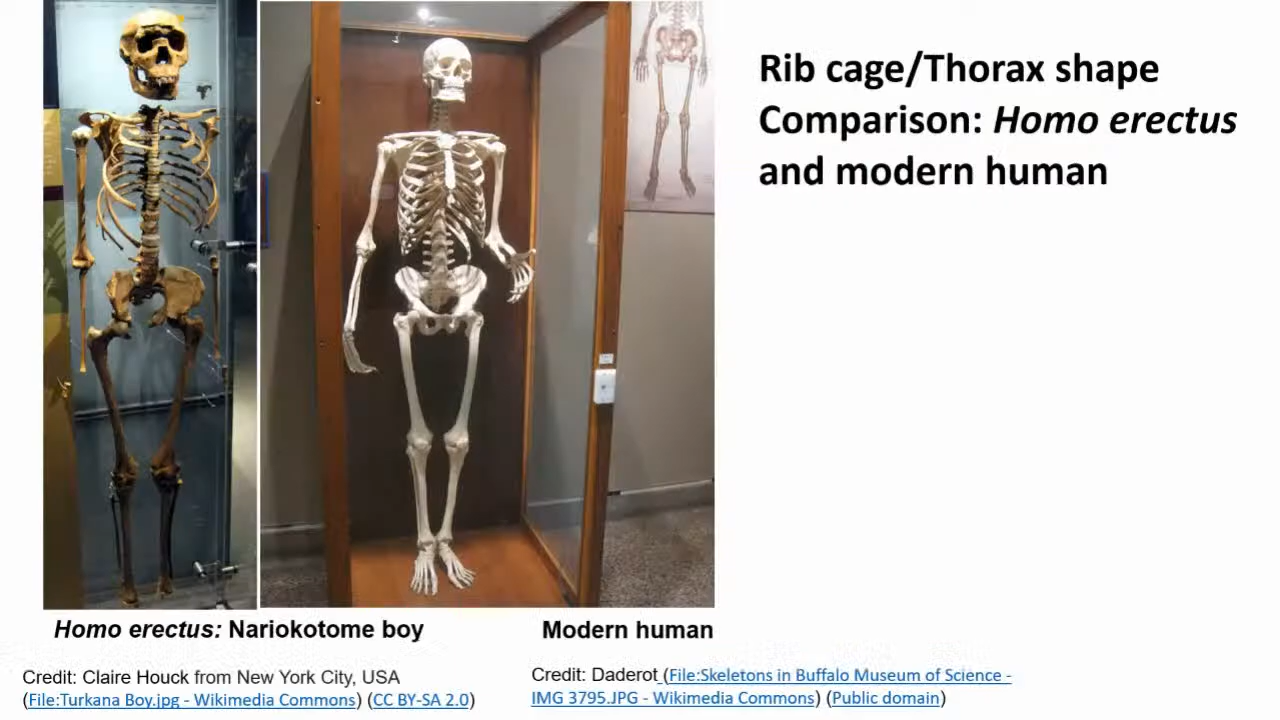 Rib cage/Thorax shape
Comparison: Homo erectus
and modern human
Homo erectus: Nariokotome boy
Modern human
Credit: Claire Houck from New York City, USA
(File:Turkana Boy.jpg - Wikimedia Commons) (CC BY-SA 2.0)
Credit: Daderot (File:Skeletons in Buffalo Museum of Science -
IMG 3795.JPG - Wikimedia Commons) (Public domain)